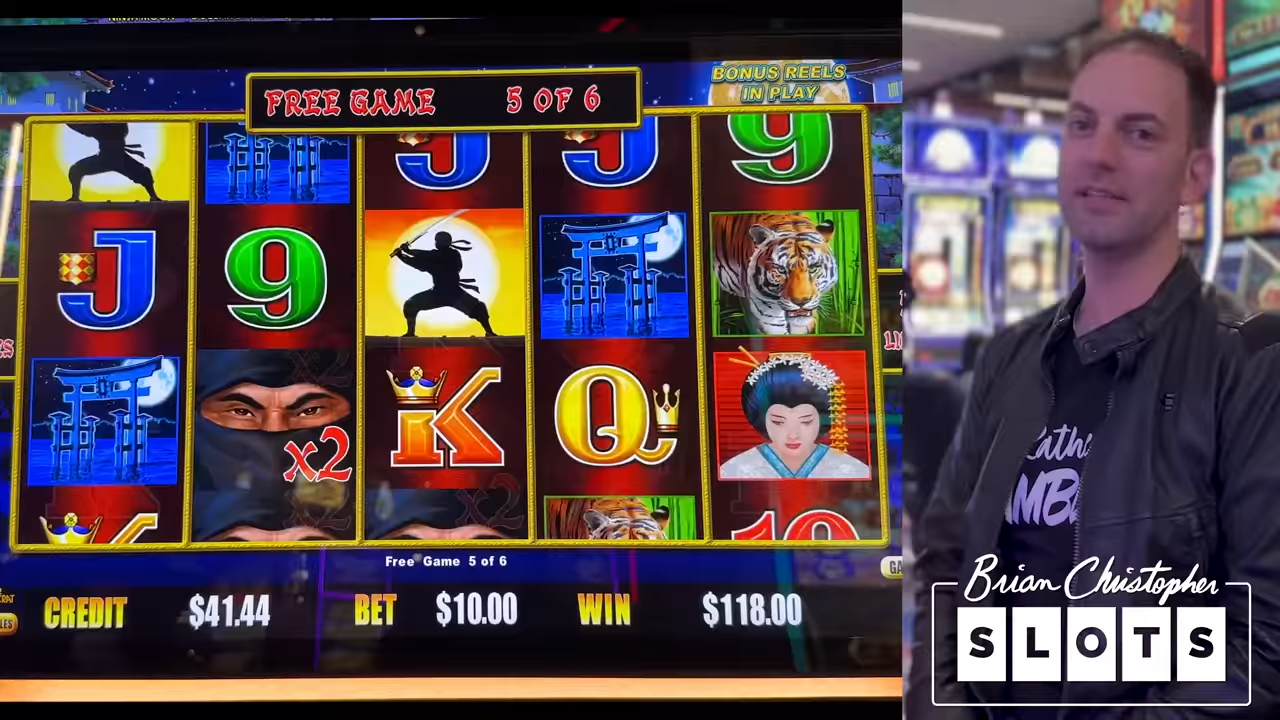 FREE GAME 5 OF 6
BONUS REELS
IN PLAY
J
J
9
J
9
x2
K
Q
x2
10
Free Game 5 of 6
CREDIT $41.44 BET $10.00 WIN $118.00
Brian Christopher
SLOTS